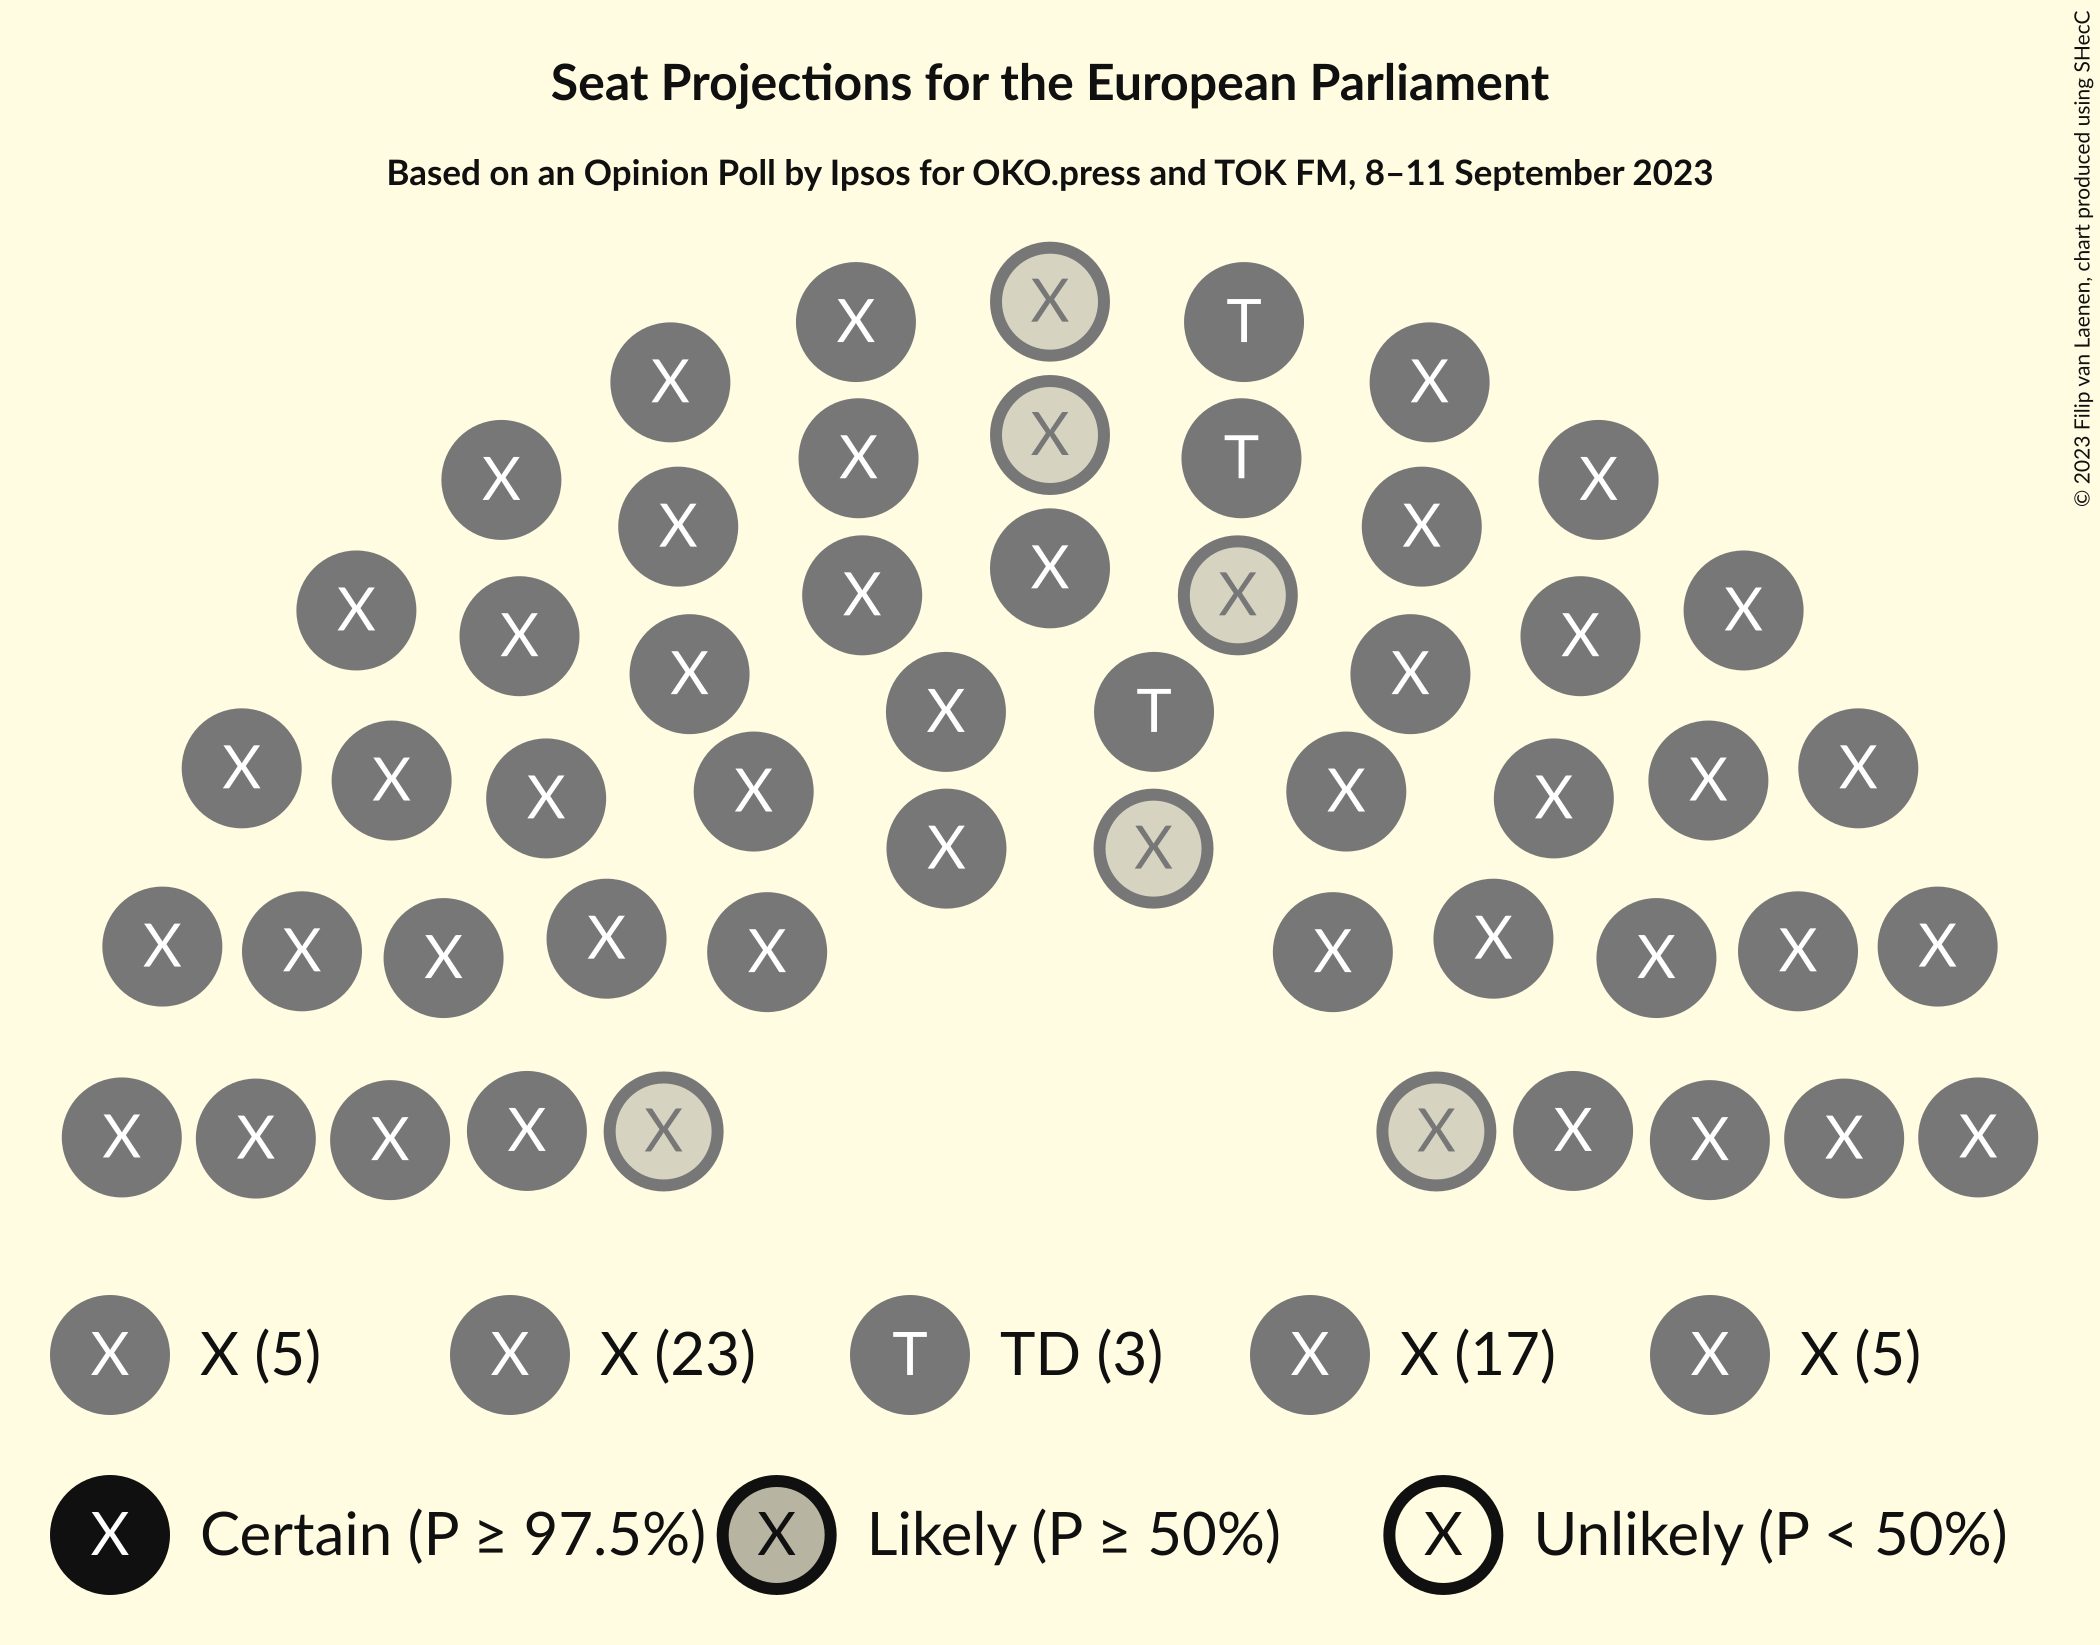 Seat Projections for the European Parliament
Based on an Opinion Poll by Ipsos for OKO.press and TOK FM, 8–11 September 2023
© 2023 Filip van Laenen, chart produced using SHecC
X
X X T
X X
X
X X T
X X
X X
X
X X
X X
X X
X X
X T
X X
X X
X X
X X
X X
X X
X X X X
X X X X
X X
X X X X X X X X X X
X X (5) X X (23) T TD (3) X X (17) X X (5)
X Certain (P ≥ 97.5%) X Likely (P ≥ 50%) X Unlikely (P < 50%)